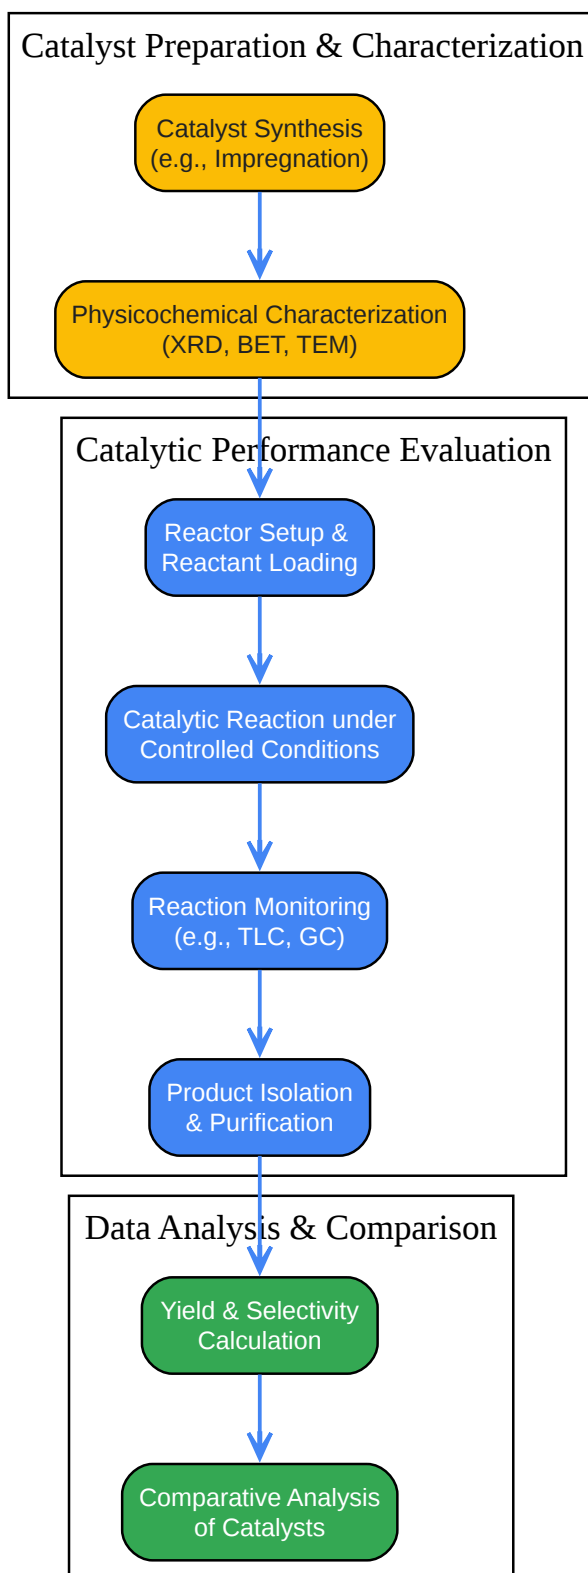 Catalyst Preparation & Characterization
Catalyst Synthesis
(e.g., Impregnation)
Physicochemical Characterization
(XRD, BET, TEM)
Catalytic Performance Evaluation
Reactor Setup &
Reactant Loading
Catalytic Reaction under
Controlled Conditions
Reaction Monitoring
(e.g., TLC, GC)
Product Isolation
& Purification
Data Analysis & Comparison
Yield & Selectivity
Calculation
Comparative Analysis
of Catalysts